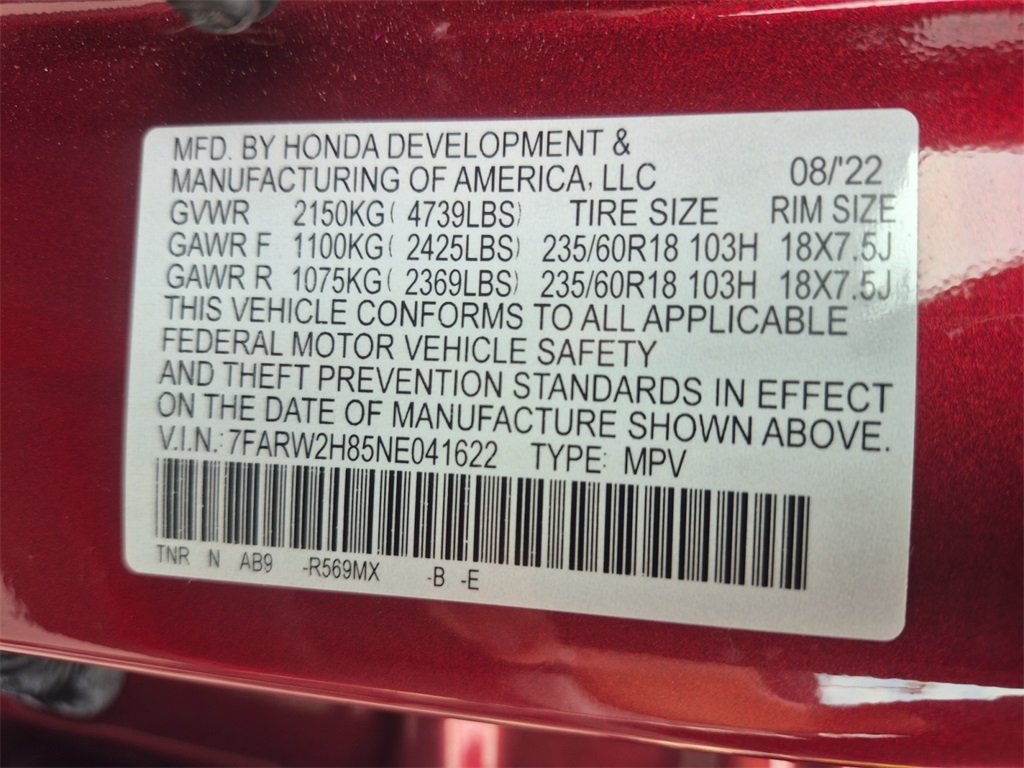 MFD. BY HONDA DEVELOPMENT &
MANUFACTURING OF AMERICA, LLC 08/'22
GVWR 2150KG( 4739LBS) TIRE SIZE RIM SIZE
GAWR F 1100KG( 2425LBS) 235/60R18 103H 18X7.5J
GAWR R 1075KG( 2369LBS) 235/60R18 103H 18X7.5J
THIS VEHICLE CONFORMS TO ALL APPLICABLE
FEDERAL MOTOR VEHICLE SAFETY
AND THEFT PREVENTION STANDARDS IN EFFECT
ON THE DATE OF MANUFACTURE SHOWN ABOVE.
V.I.N.: 7FARW2H85NE041622 TYPE: MPV
TNR N AB9 -R569MX -B -E